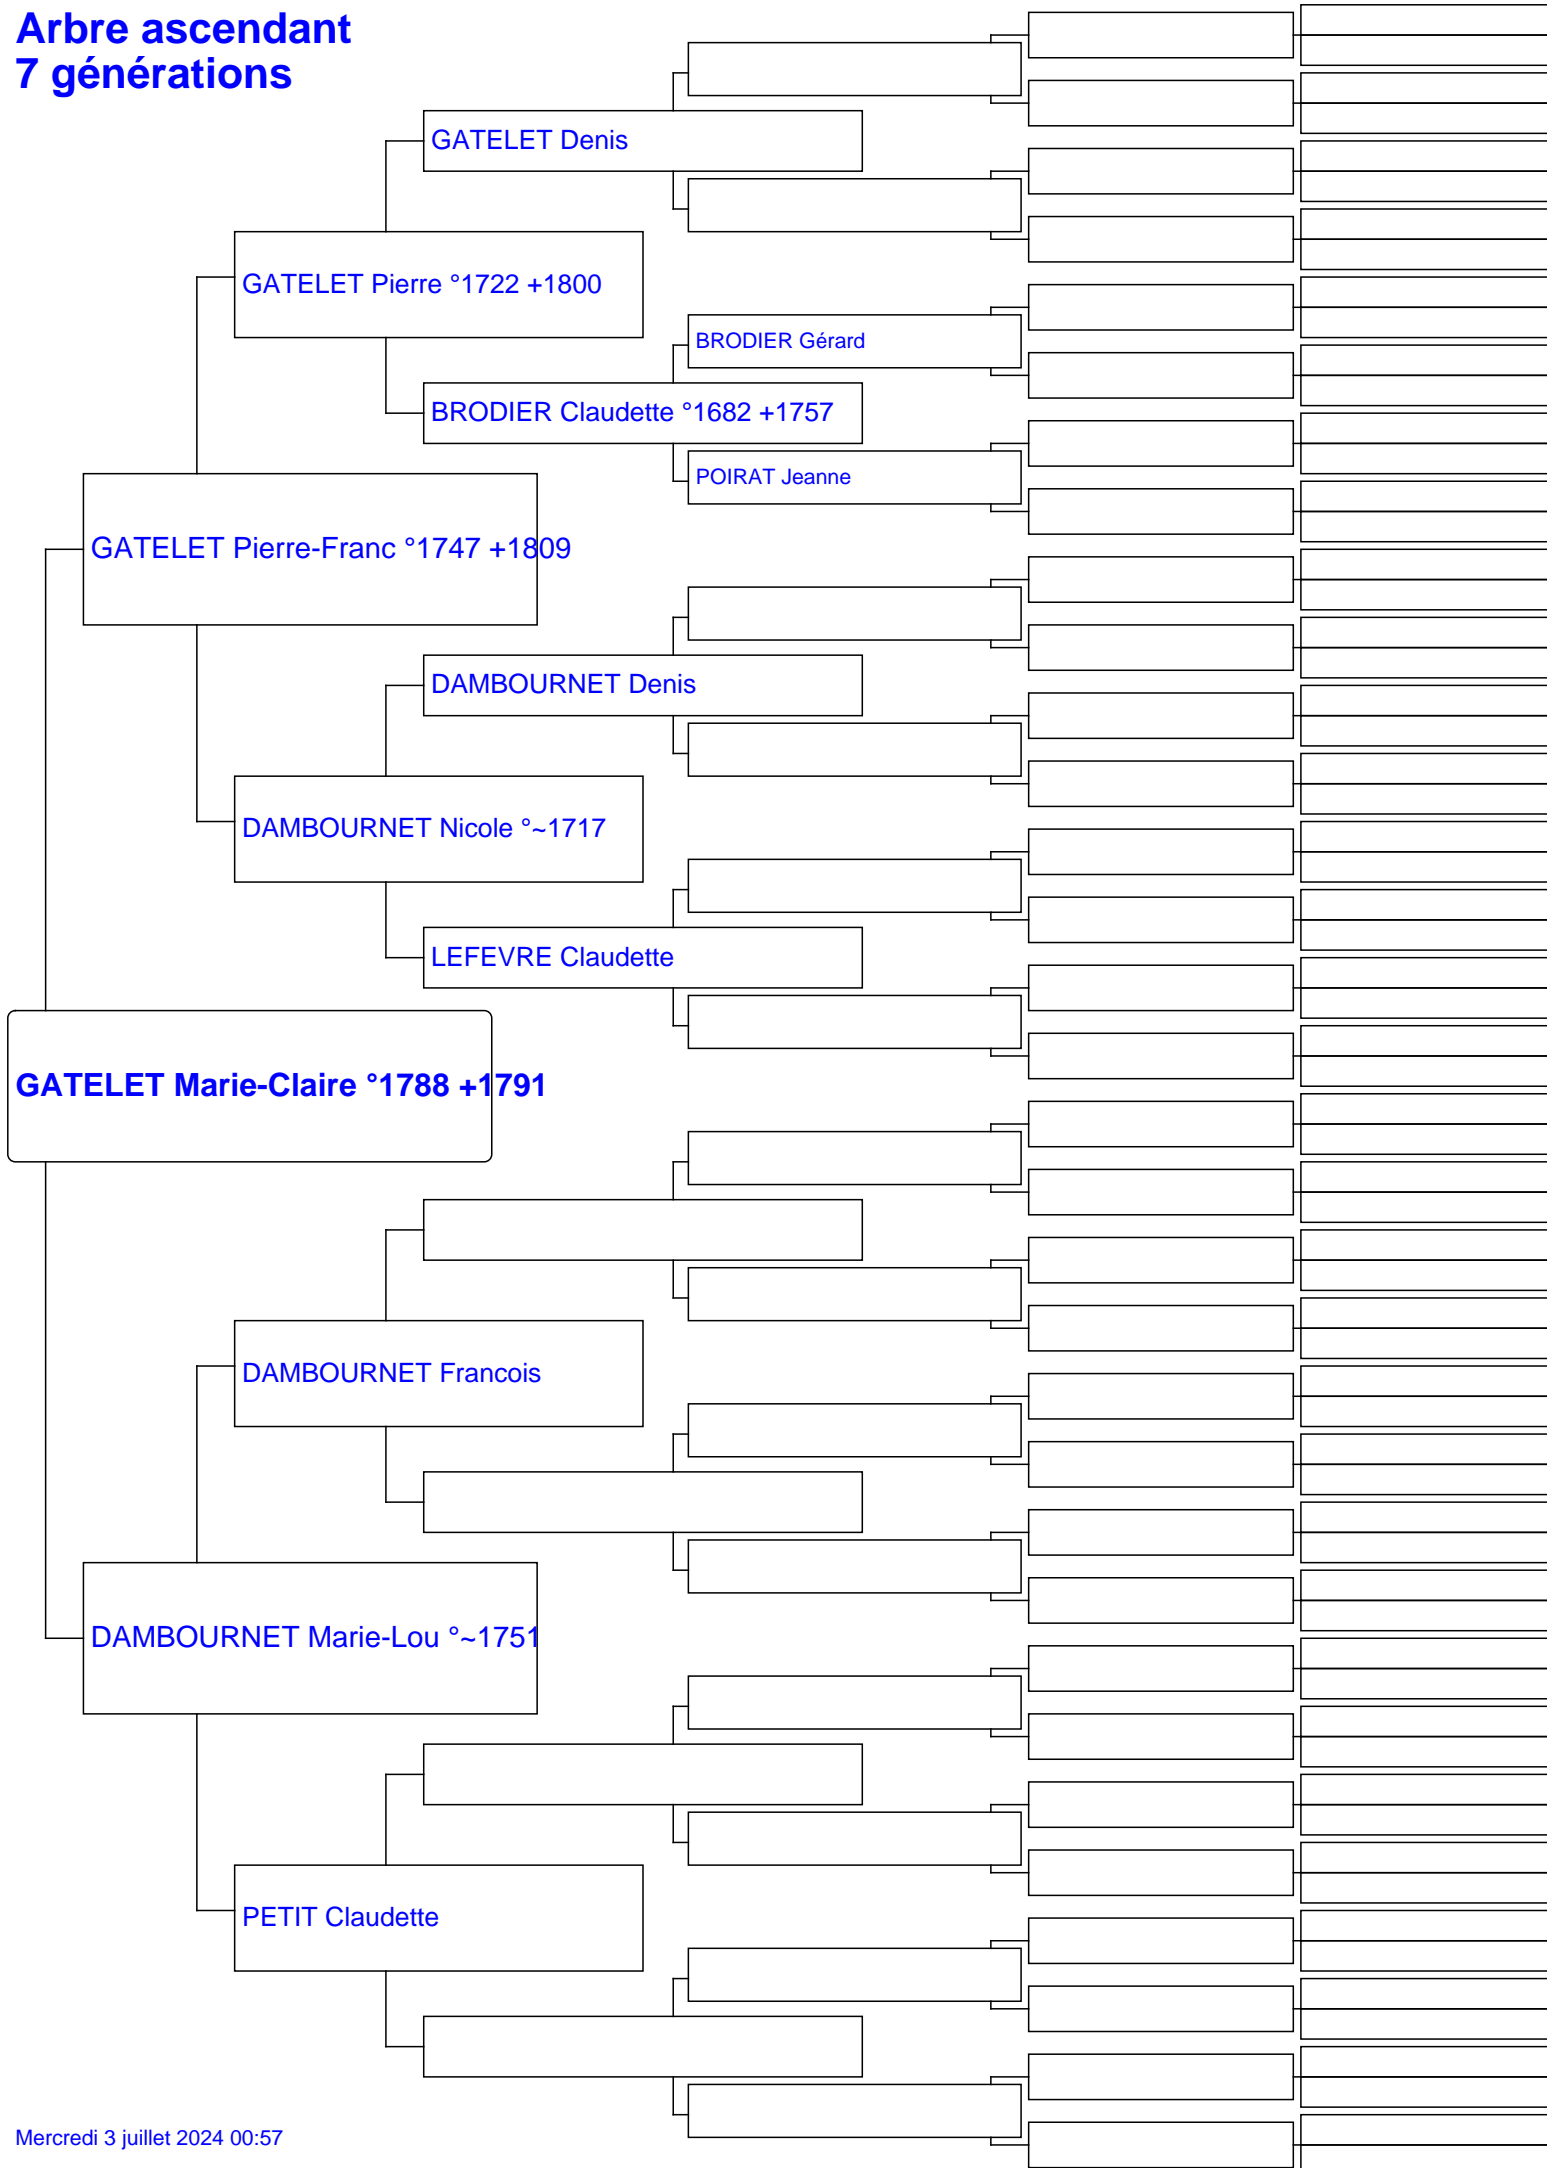 Arbre ascendant
7 générations
GATELET Denis
GATELET Pierre °1722 +1800
BRODIER Gérard
BRODIER Claudette °1682 +1757
POIRAT Jeanne
GATELET Pierre-Franc °1747 +1809
DAMBOURNET Denis
DAMBOURNET Nicole °~1717
LEFEVRE Claudette
GATELET Marie-Claire °1788 +1791
DAMBOURNET Francois
DAMBOURNET Marie-Lou °~1751
PETIT Claudette
Mercredi 3 juillet 2024 00:57